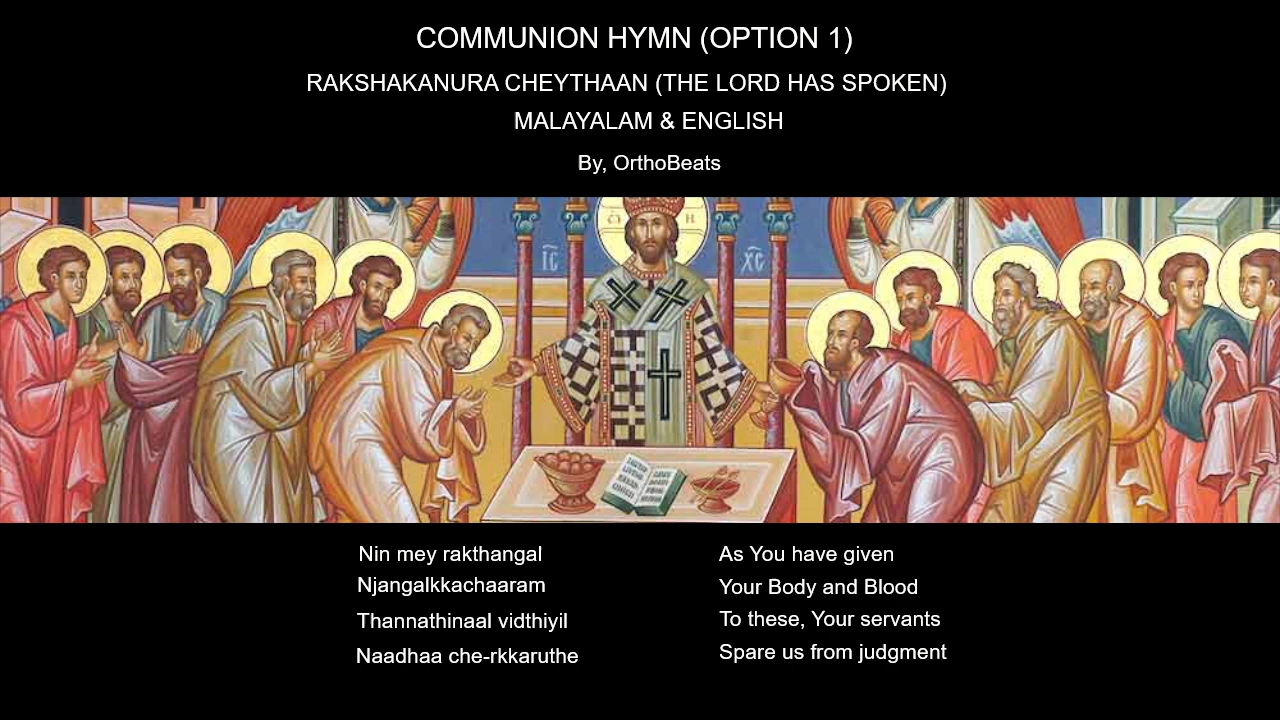 COMMUNION HYMN (OPTION 1)
RAKSHAKANURA CHEYTHAAN (THE LORD HAS SPOKEN)
MALAYALAM & ENGLISH
By, OrthoBeats
IC
XC
Nin mey rakthangal
Njangalkkachaaram
Thannathinaal vidthiyil
Naadhaa che-rkkaruthe
As You have given
Your Body and Blood
To these, Your servants
Spare us from judgment